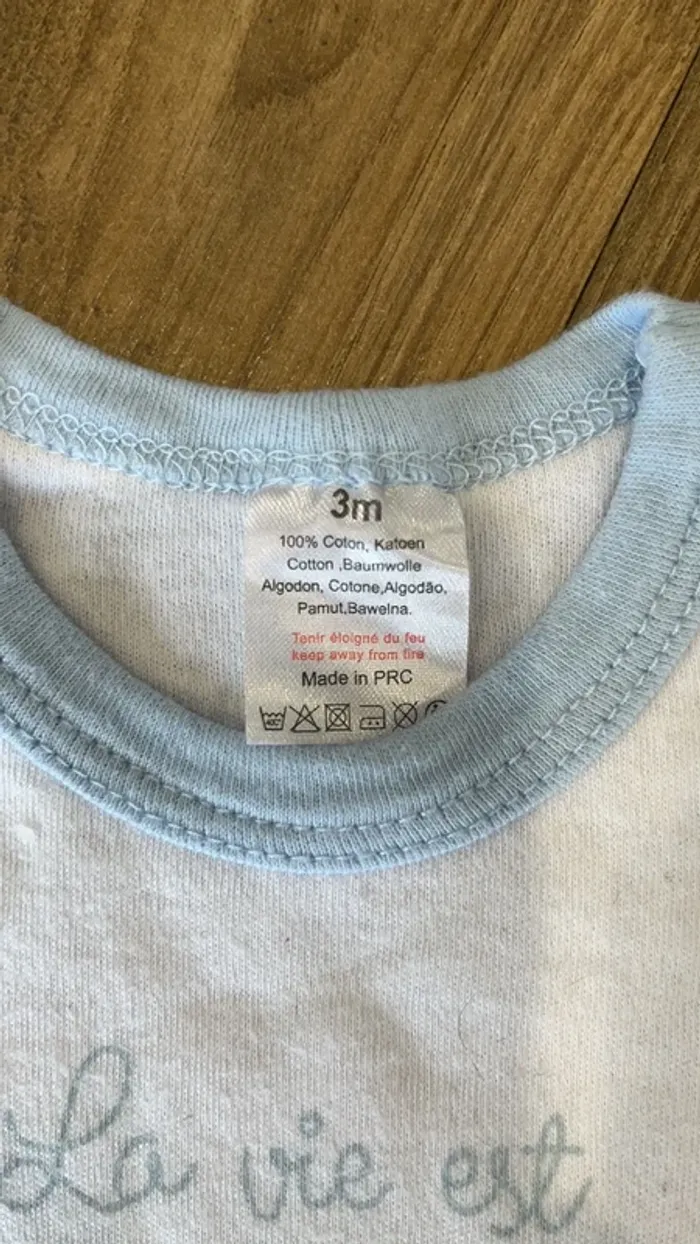 3m
100% Coton, Katoen
Cotton ,Baumwolle
Algodon, Cotone,Algodão,
Pamut,Bawelna.
Tenir éloigné du feu
keep away from fire
Made in PRC
40°
La vie est